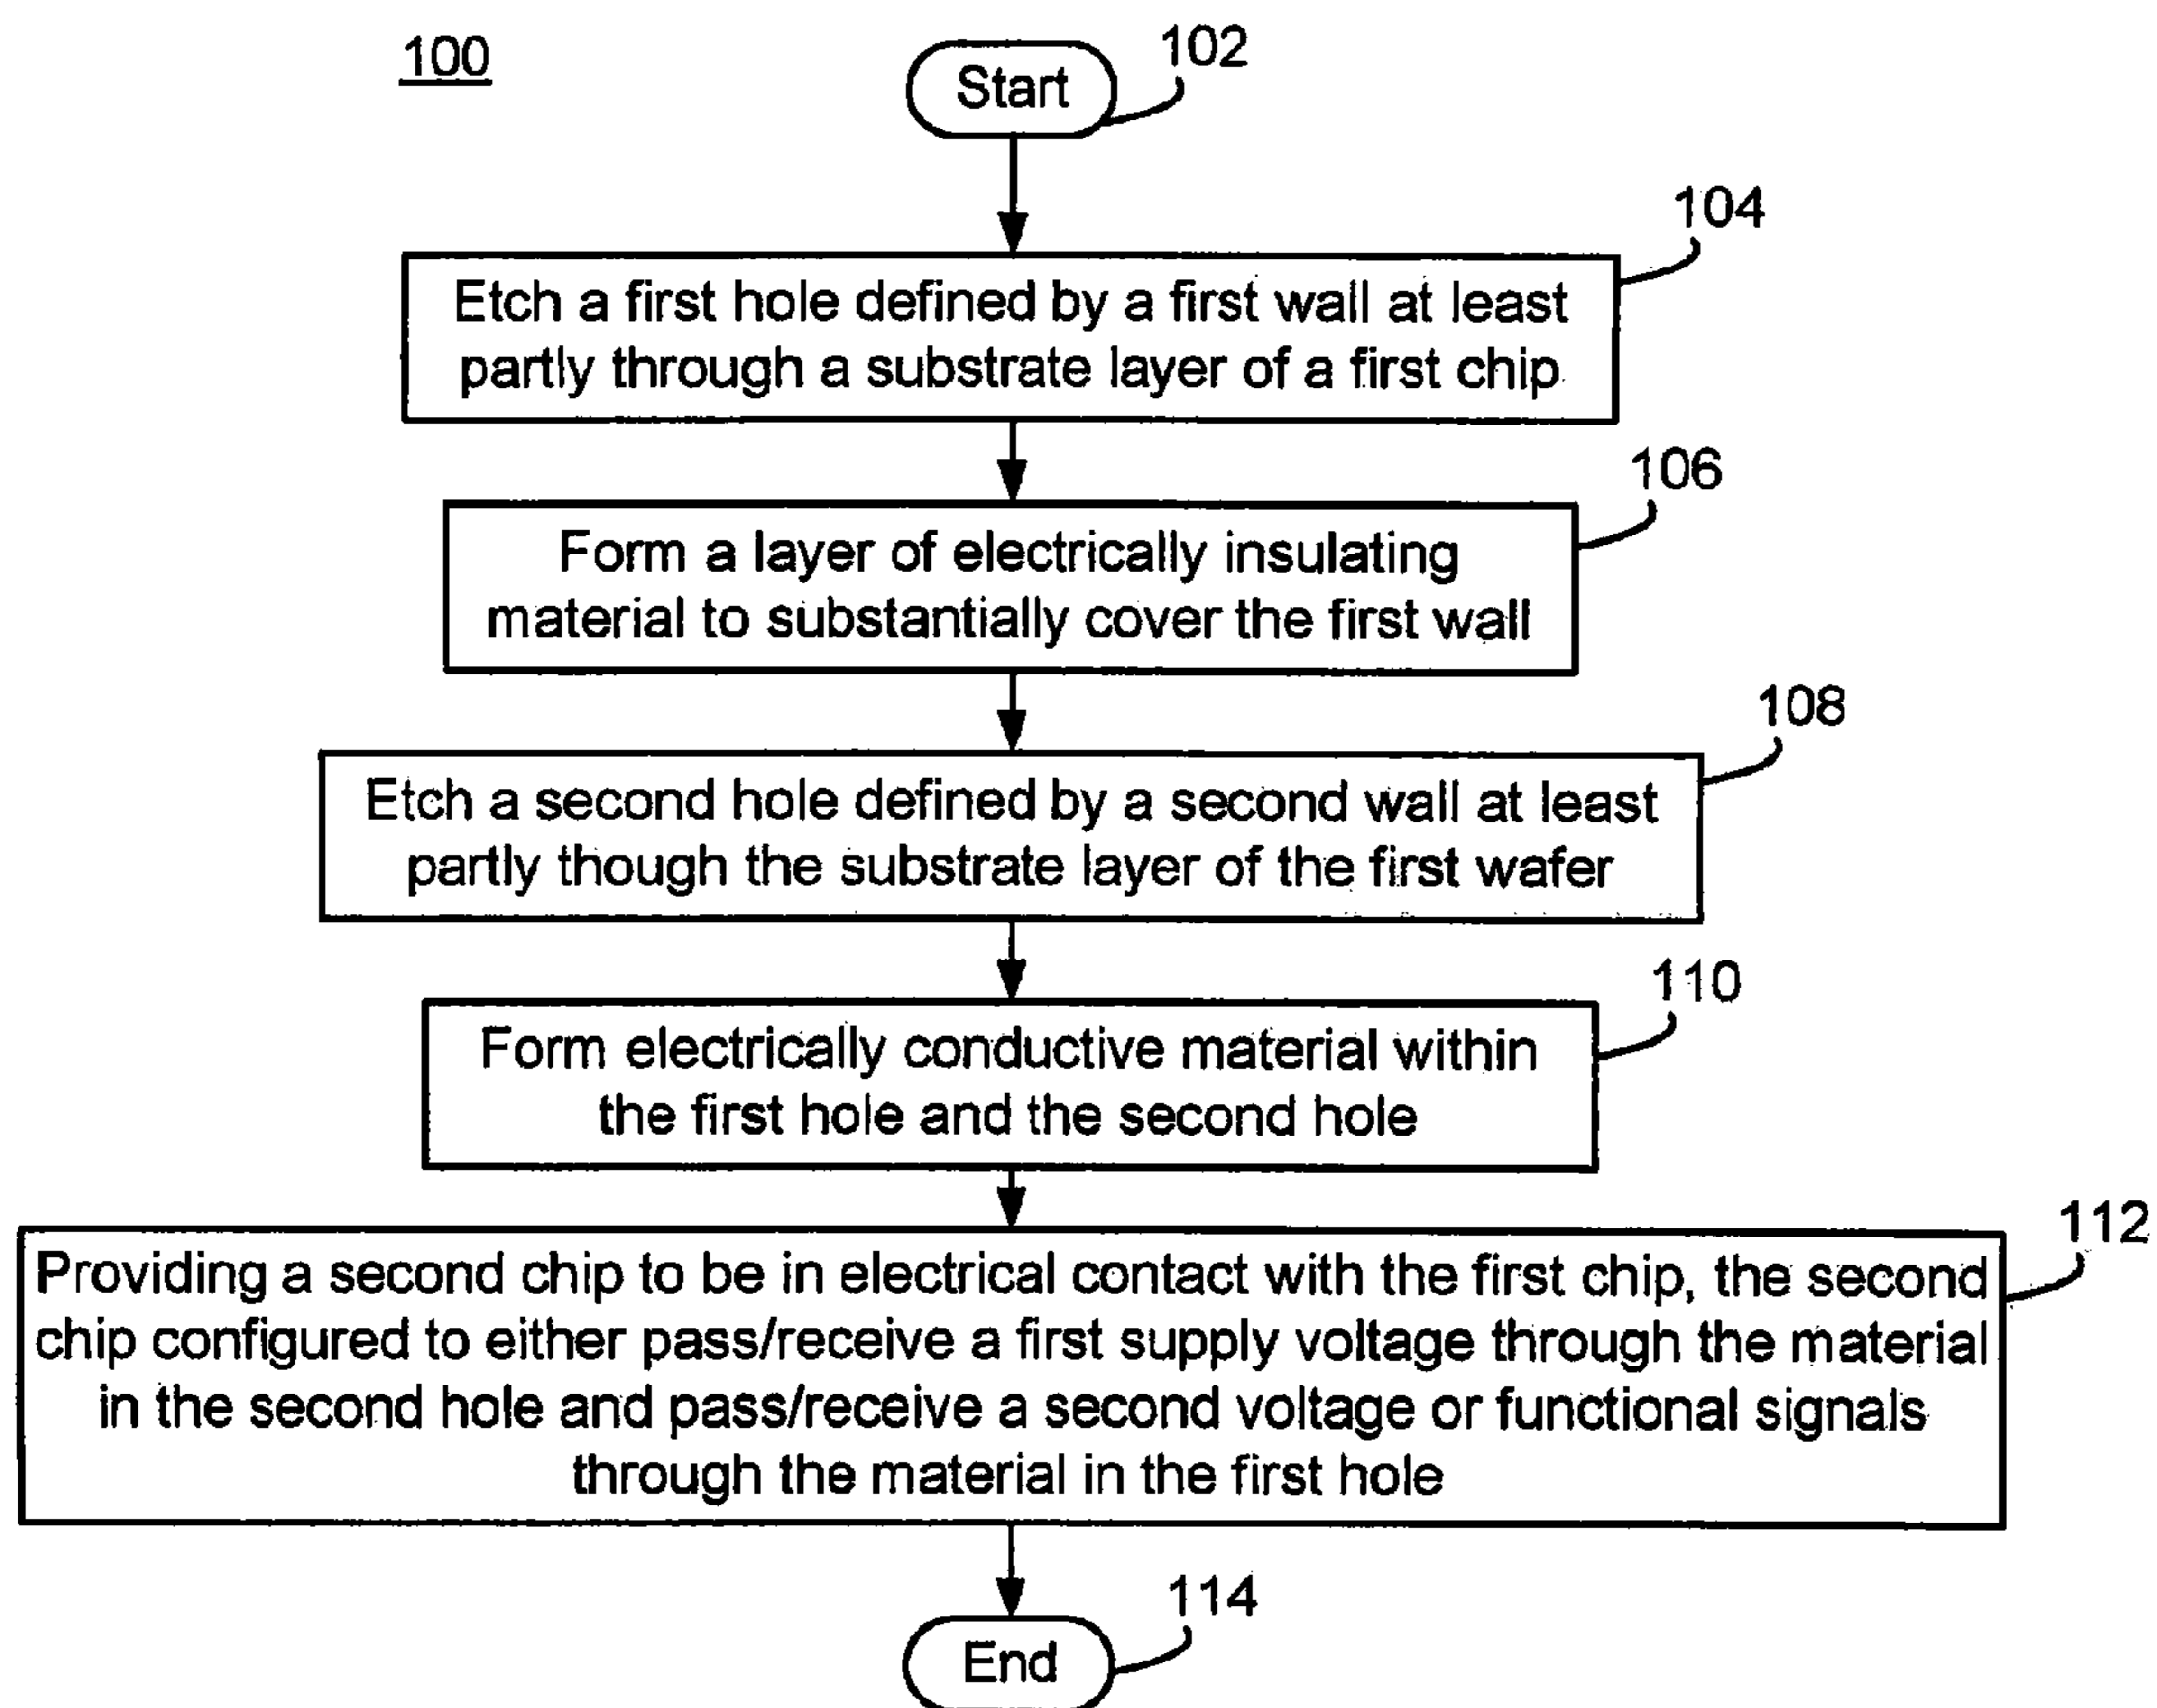 100
Start
102
104
Etch a first hole defined by a first wall at least
partly through a substrate layer of a first chip
106
Form a layer of electrically insulating
material to substantially cover the first wall
108
Etch a second hole defined by a second wall at least
partly though the substrate layer of the first wafer
110
Form electrically conductive material within
the first hole and the second hole
112
Providing a second chip to be in electrical contact with the first chip, the second
chip configured to either pass/receive a first supply voltage through the material
in the second hole and pass/receive a second voltage or functional signals
through the material in the first hole
114
End